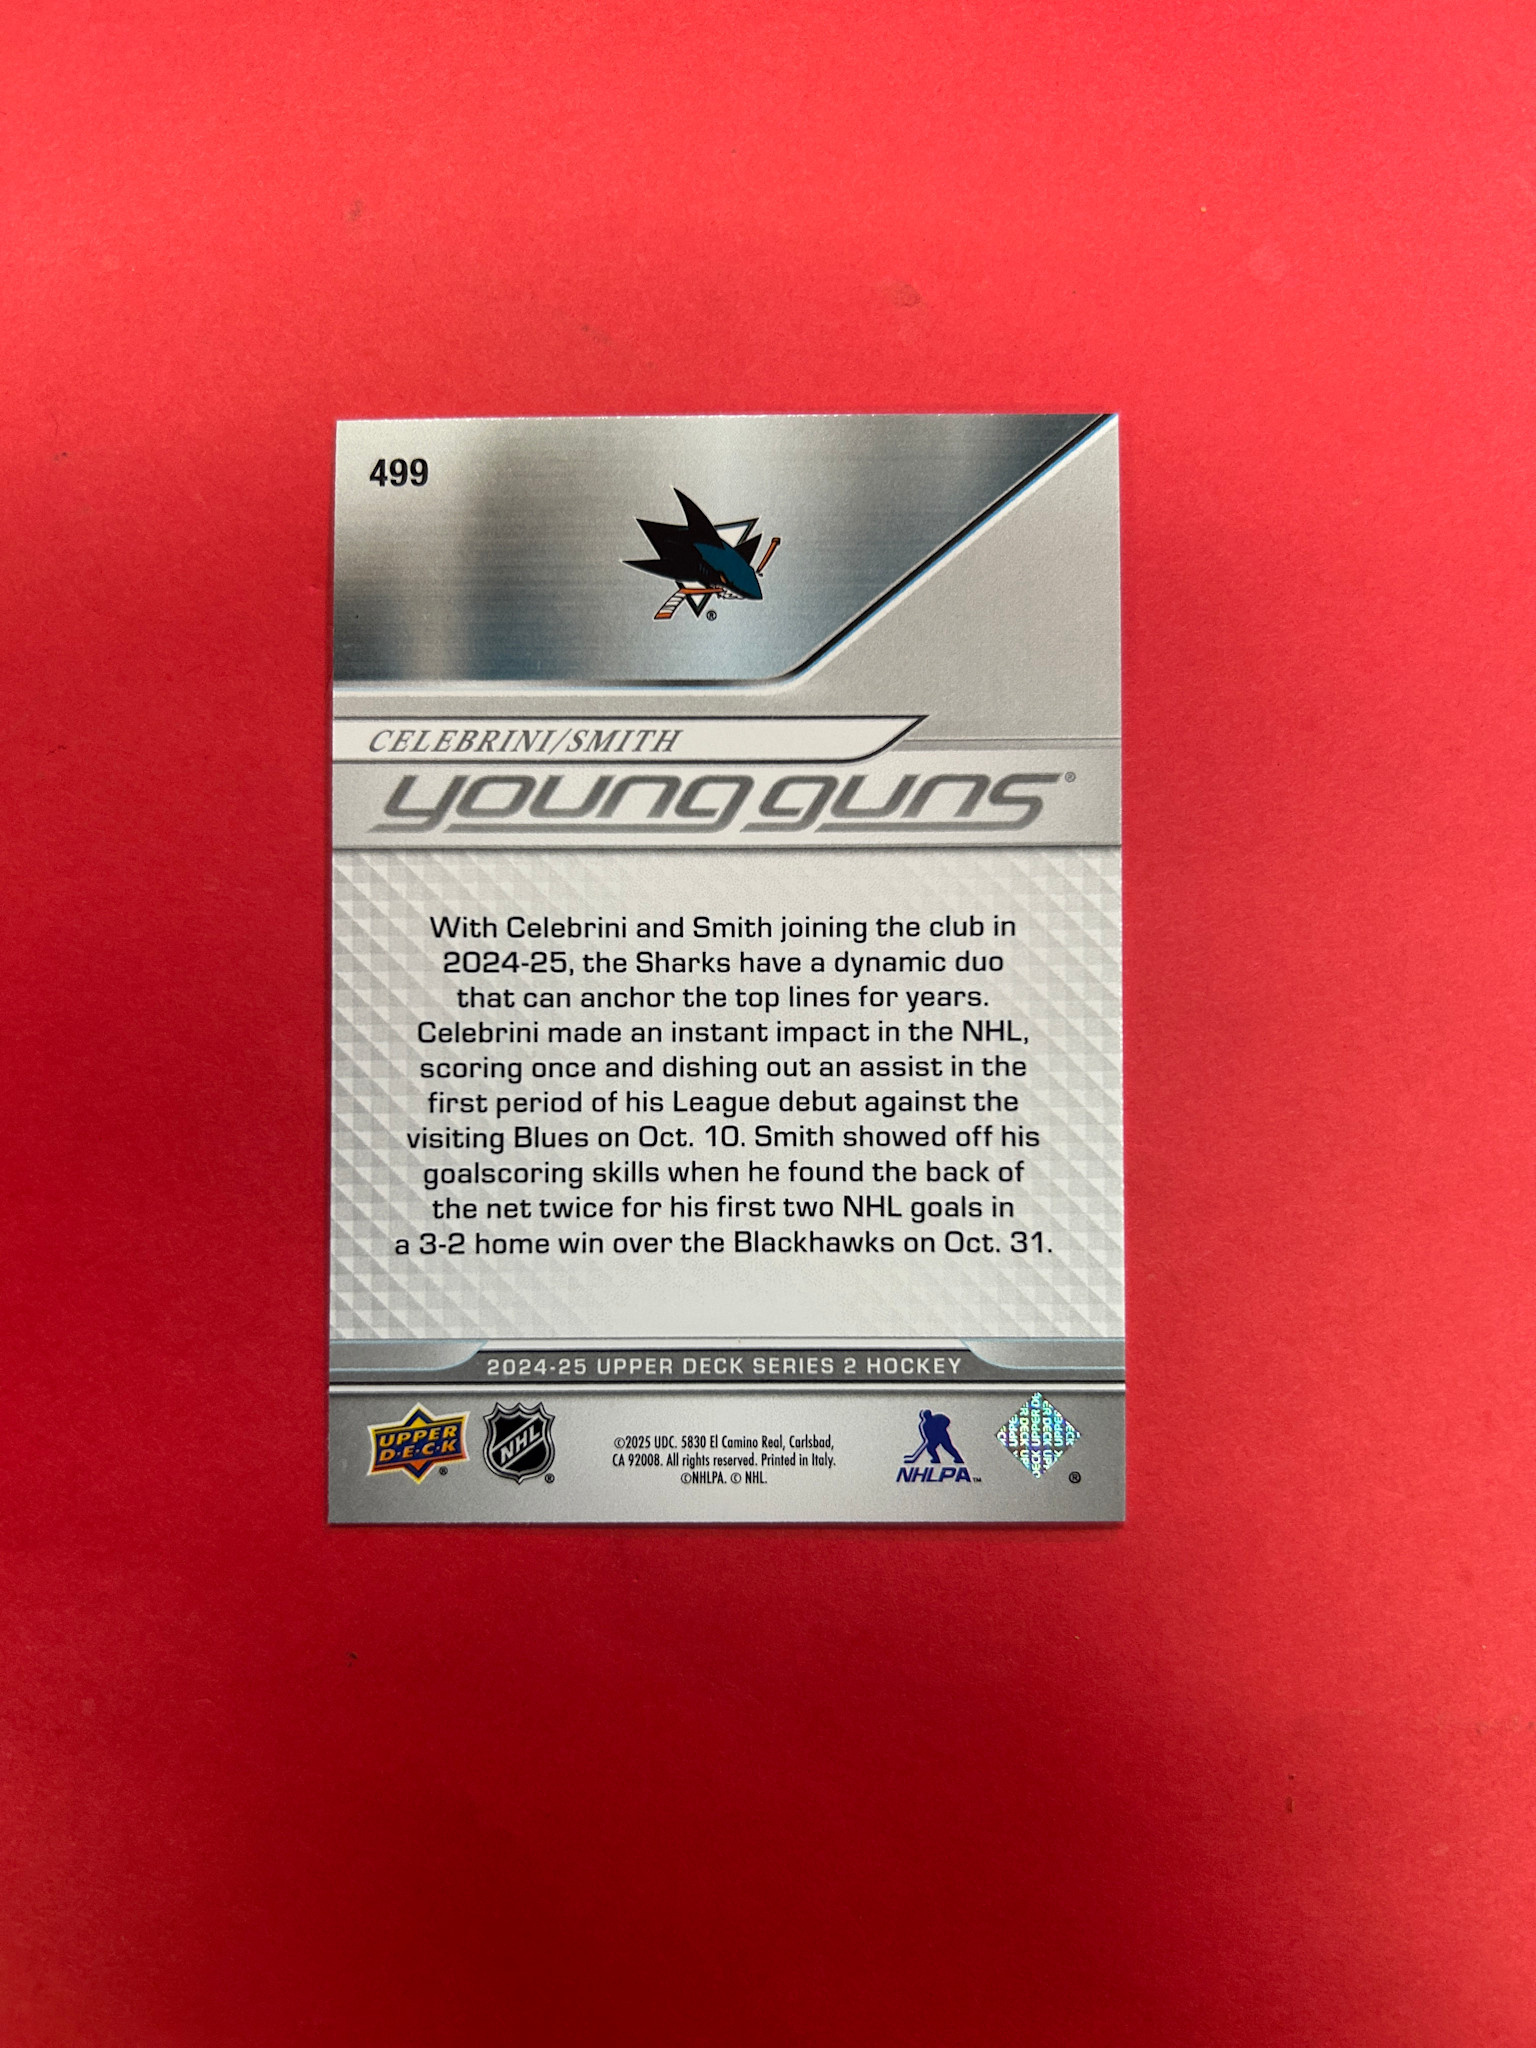 499
®
CELEBRINI/SMITH
young guns®
With Celebrini and Smith joining the club in
2024-25, the Sharks have a dynamic duo
that can anchor the top lines for years.
Celebrini made an instant impact in the NHL,
scoring once and dishing out an assist in the
first period of his League debut against the
visiting Blues on Oct. 10. Smith showed off his
goalscoring skills when he found the back of
the net twice for his first two NHL goals in
a 3-2 home win over the Blackhawks on Oct. 31.
2024-25 UPPER DECK SERIES 2 HOCKEY
UPPER
D·E·C·K
®
NHL
®
©2025 UDC. 5830 El Camino Real, Carlsbad,
CA 92008. All rights reserved. Printed in Italy.
©NHLPA. © NHL.
NHLPA™
UPPER DECK
®